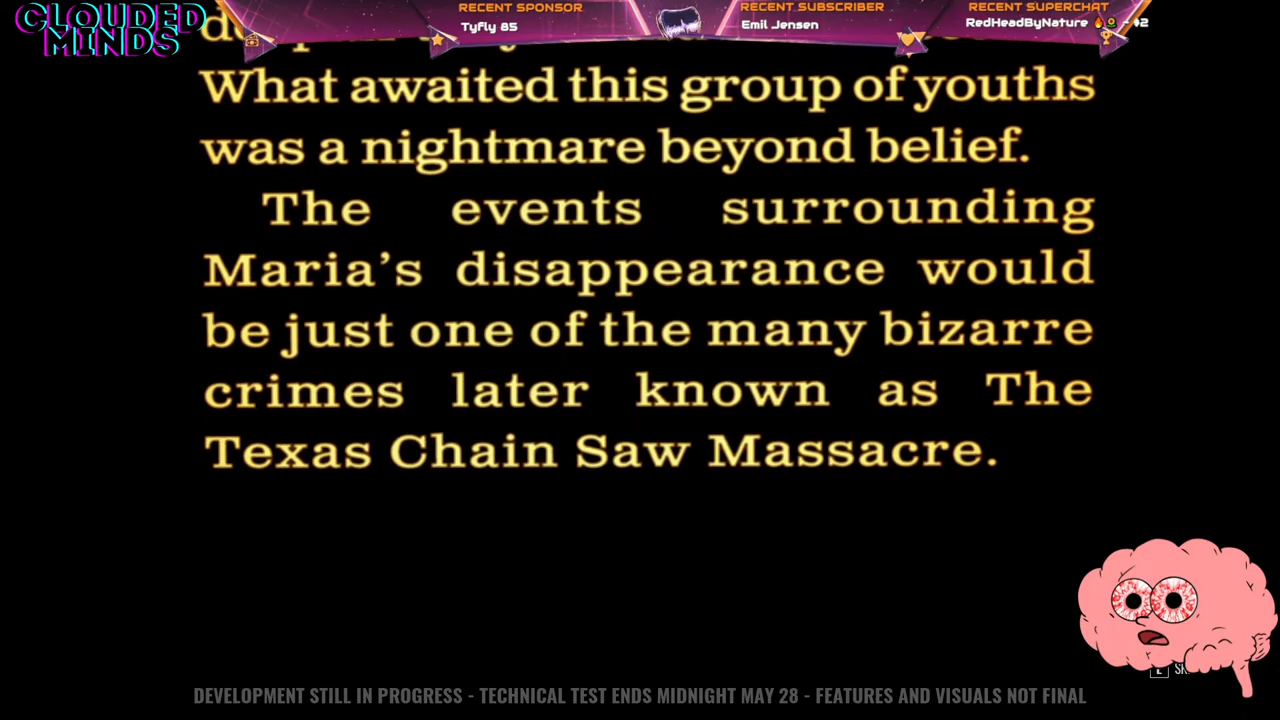 CLOUDED
MINDS
RECENT SPONSOR
Tyfly 85
RECENT SUBSCRIBER
Emil Jensen
RECENT SUPERCHAT
RedHeadByNature
What awaited this group of youths
was a nightmare beyond belief.
The events surrounding
Maria’s disappearance would
be just one of the many bizarre
crimes later known as The
Texas Chain Saw Massacre.
DEVELOPMENT STILL IN PROGRESS - TECHNICAL TEST ENDS MIDNIGHT MAY 28 - FEATURES AND VISUALS NOT FINAL